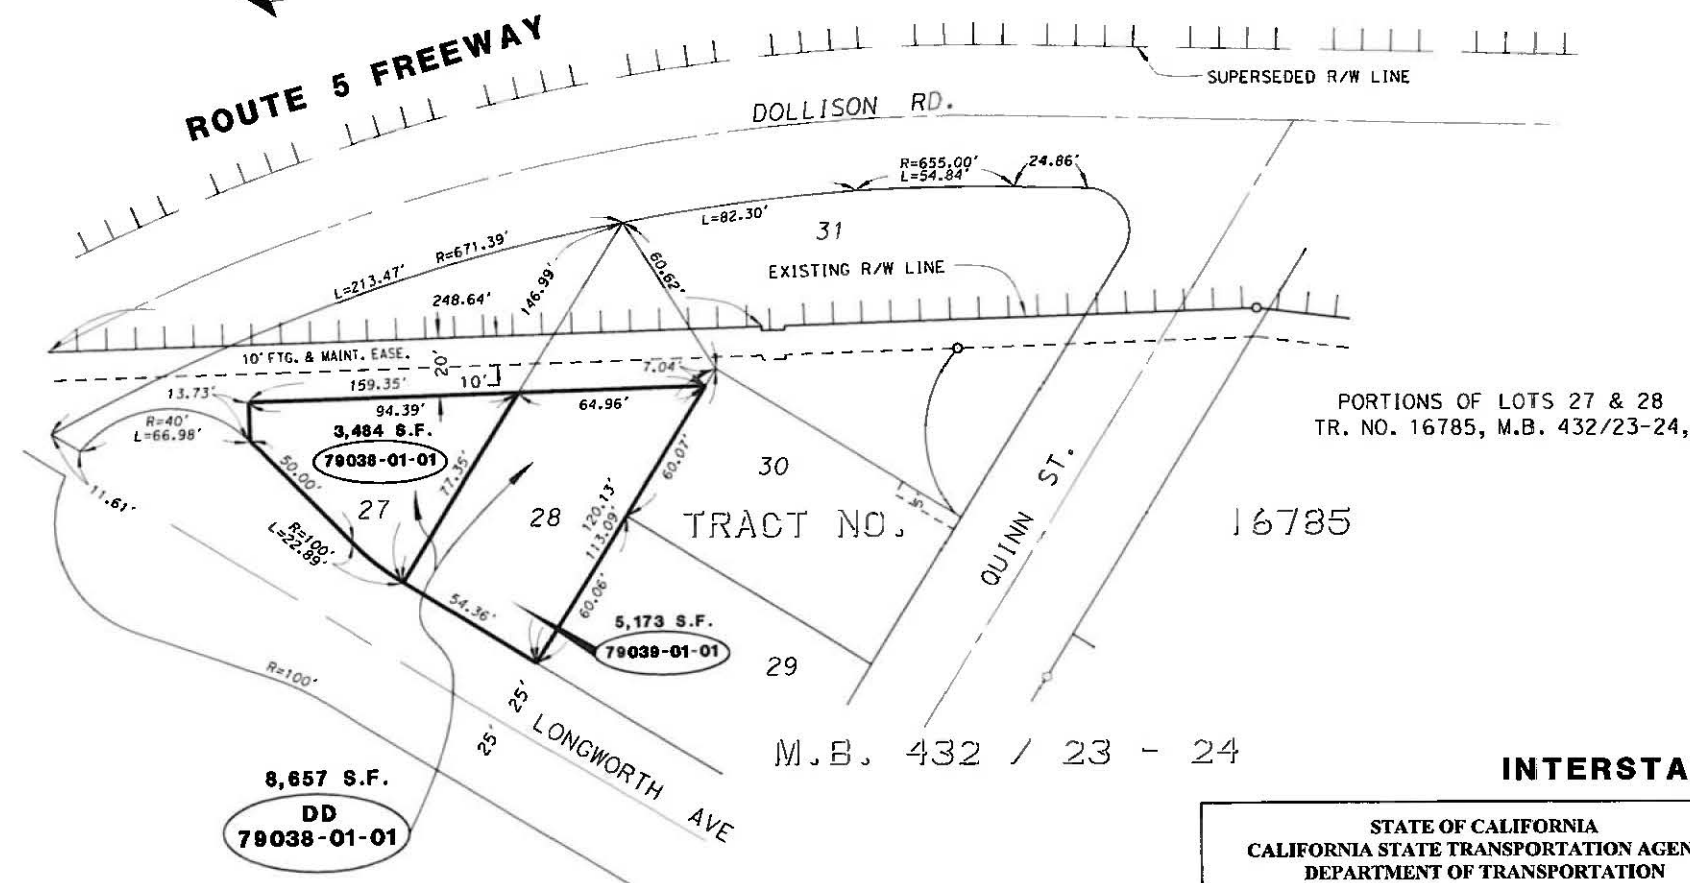 ROUTE 5 FREEWAY
SUPERSEDED R/W LINE
DOLLISON RD.
R=655.00'
L=54.84'
24.86'
L=82.30'
31
R=671.39'
L=213.47'
146.99'
60.62'
EXISTING R/W LINE
248.64'
10' FTG. & MAINT. EASE.
20'
10'
7.04'
13.73'
159.35'
94.39'
64.96'
R=40'
L=66.98'
3,484 S.F.
79038-01-01
PORTIONS OF LOTS 27 & 28
TR. NO. 16785, M.B. 432/23-24,
11.61'
50.00'
77.35'
60.07'
30
27
28
120.13'
113.09'
5'
TRACT NO.
16785
R=100'
L=22.89'
QUINN ST.
54.36'
60.06'
5,173 S.F.
79039-01-01
29
R=100'
25'
25'
LONGWORTH AVE
M.B. 432 / 23 - 24
8,657 S.F.
DD
79038-01-01
INTERSTA
STATE OF CALIFORNIA
CALIFORNIA STATE TRANSPORTATION AGEN
DEPARTMENT OF TRANSPORTATION